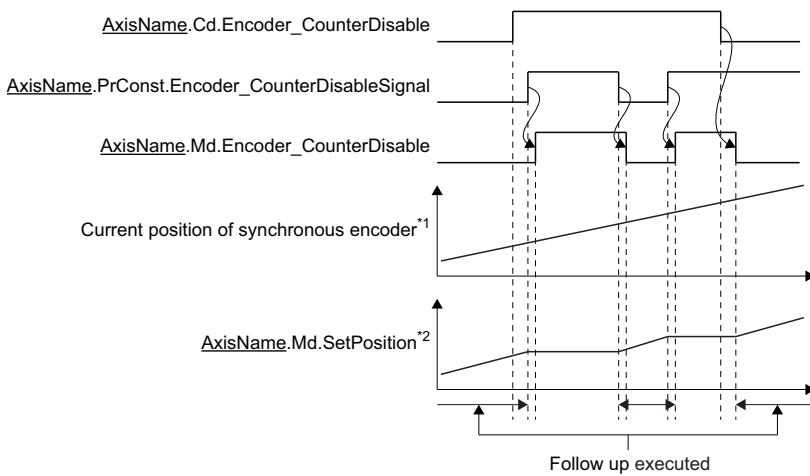 AxisName.Cd.Encoder_CounterDisable
AxisName.PrConst.Encoder_CounterDisableSignal
AxisName.Md.Encoder_CounterDisable
Current position of synchronous encoder*1
AxisName.Md.SetPosition*2
Follow up executed